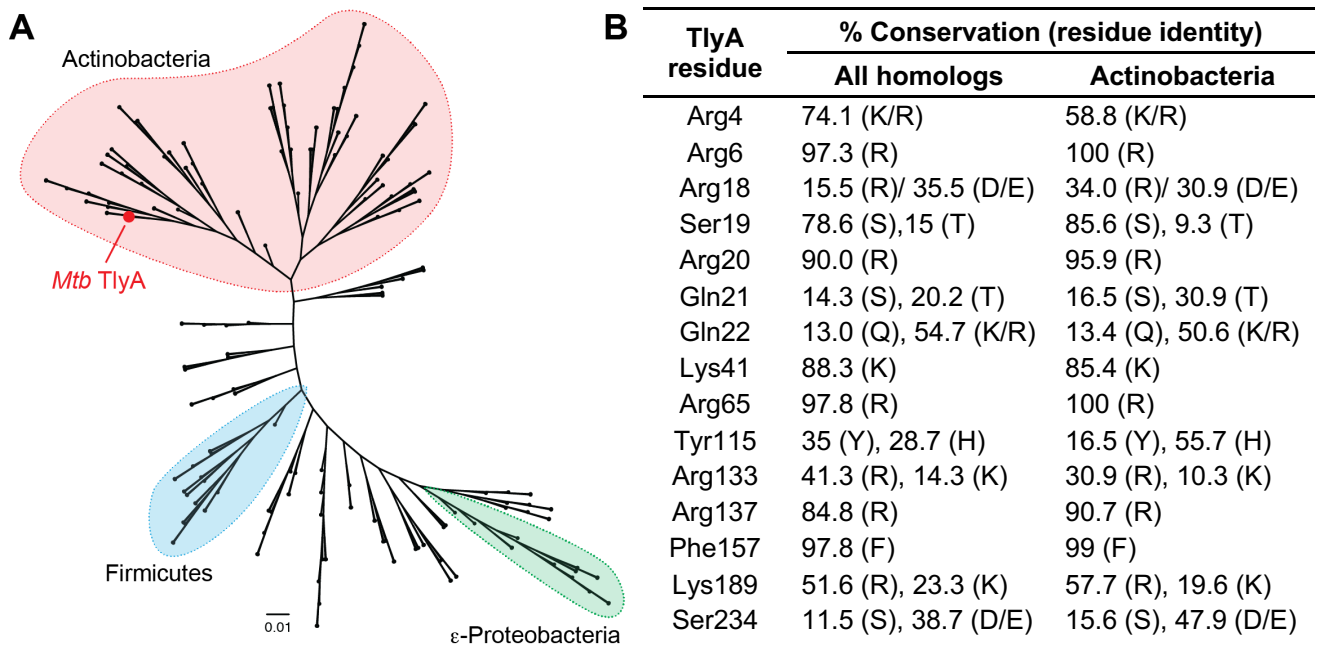 A
Actinobacteria
Mtb TlyA
Firmicutes
0.01
ε-Proteobacteria
B
TlyA residue % Conservation (residue identity)
All homologs Actinobacteria
Arg4 74.1 (K/R) 58.8 (K/R)
Arg6 97.3 (R) 100 (R)
Arg18 15.5 (R)/ 35.5 (D/E) 34.0 (R)/ 30.9 (D/E)
Ser19 78.6 (S),15 (T) 85.6 (S), 9.3 (T)
Arg20 90.0 (R) 95.9 (R)
Gln21 14.3 (S), 20.2 (T) 16.5 (S), 30.9 (T)
Gln22 13.0 (Q), 54.7 (K/R) 13.4 (Q), 50.6 (K/R)
Lys41 88.3 (K) 85.4 (K)
Arg65 97.8 (R) 100 (R)
Tyr115 35 (Y), 28.7 (H) 16.5 (Y), 55.7 (H)
Arg133 41.3 (R), 14.3 (K) 30.9 (R), 10.3 (K)
Arg137 84.8 (R) 90.7 (R)
Phe157 97.8 (F) 99 (F)
Lys189 51.6 (R), 23.3 (K) 57.7 (R), 19.6 (K)
Ser234 11.5 (S), 38.7 (D/E) 15.6 (S), 47.9 (D/E)